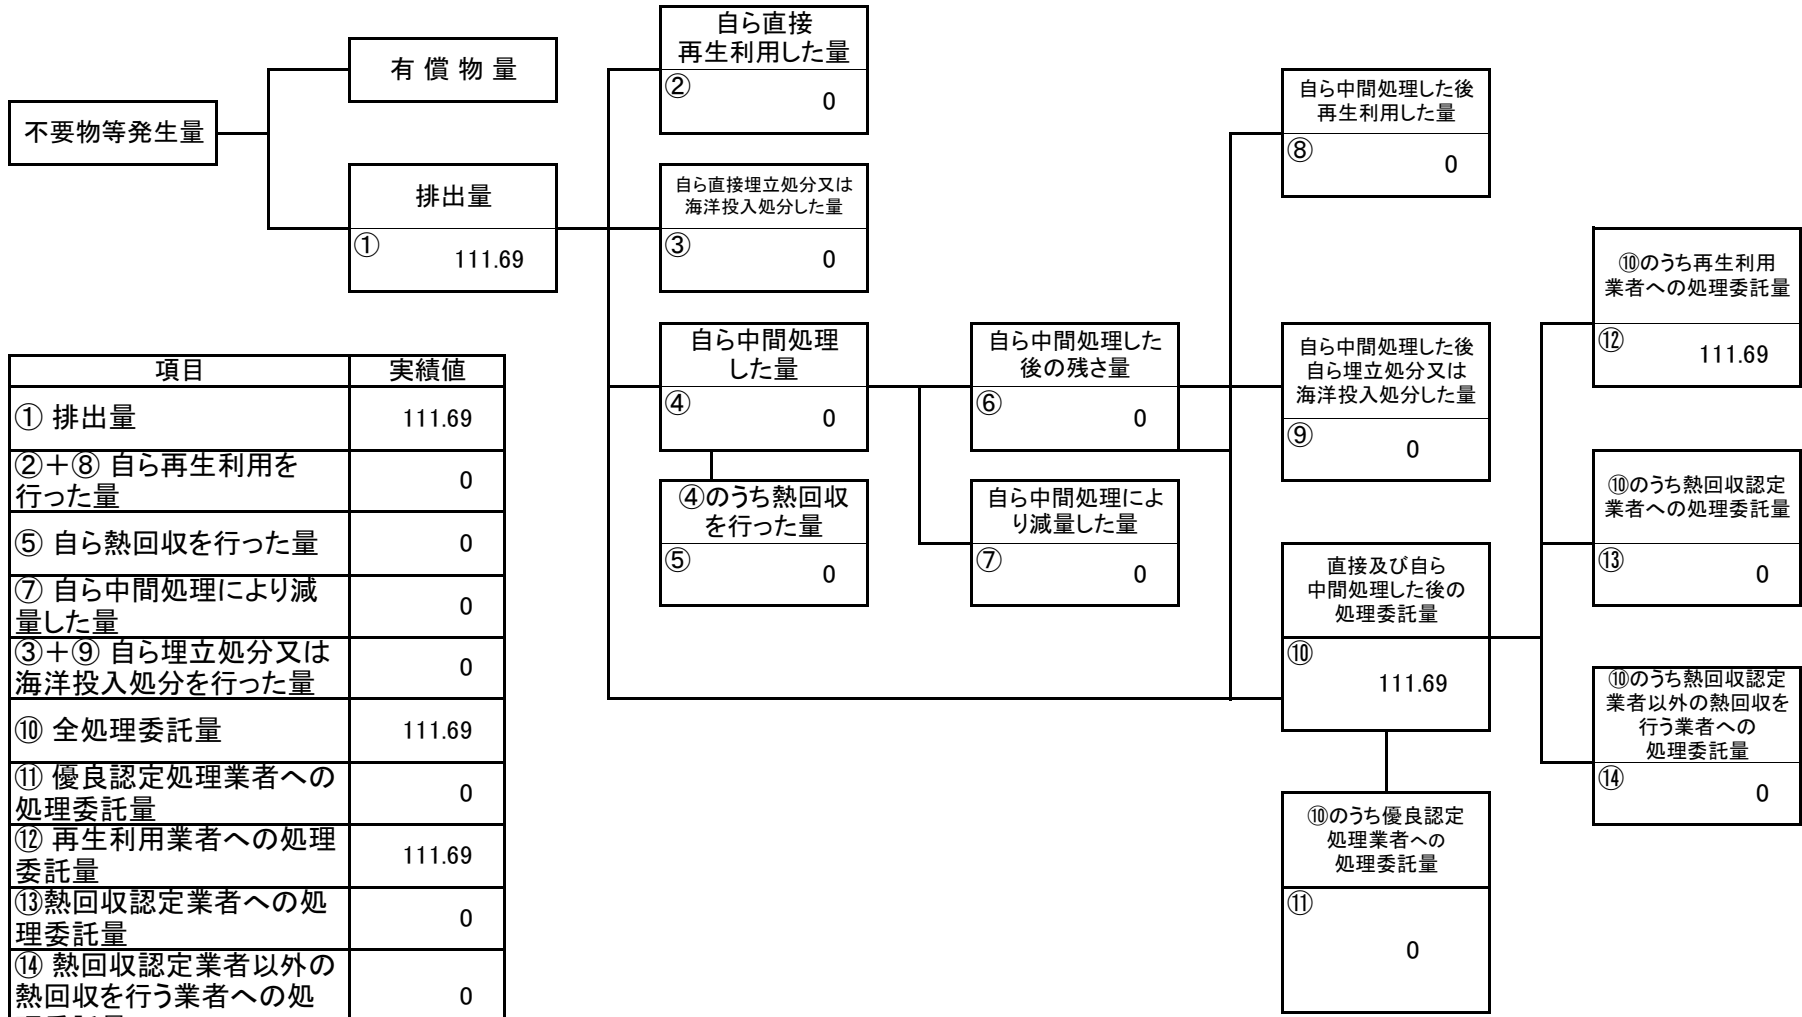 不要物等発生量
有 償 物 量
排出量
①
111.69
自ら直接
再生利用した量
②
0
自ら直接埋立処分又は
海洋投入処分した量
③
0
自ら中間処理
した量
④
0
④のうち熱回収
を行った量
⑤
0
自ら中間処理した
後の残さ量
⑥
0
自ら中間処理によ
り減量した量
⑦
0
自ら中間処理した後
再生利用した量
⑧
0
自ら中間処理した後
自ら埋立処分又は
海洋投入処分した量
⑨
0
直接及び自ら
中間処理した後の
処理委託量
⑩
111.69
⑩のうち優良認定
処理業者への
処理委託量
⑪
0
⑩のうち再生利用
業者への処理委託量
⑫
111.69
⑩のうち熱回収認定
業者への処理委託量
⑬
0
⑩のうち熱回収認定
業者以外の熱回収を
行う業者への
処理委託量
⑭
0
項目 実績値
① 排出量 111.69
②＋⑧ 自ら再生利用を
行った量 0
⑤ 自ら熱回収を行った量 0
⑦ 自ら中間処理により減
量した量 0
③＋⑨ 自ら埋立処分又は
海洋投入処分を行った量 0
⑩ 全処理委託量 111.69
⑪ 優良認定処理業者への
処理委託量 0
⑫ 再生利用業者への処理
委託量 111.69
⑬熱回収認定業者への処
理委託量 0
⑭ 熱回収認定業者以外の
熱回収を行う業者への処 0